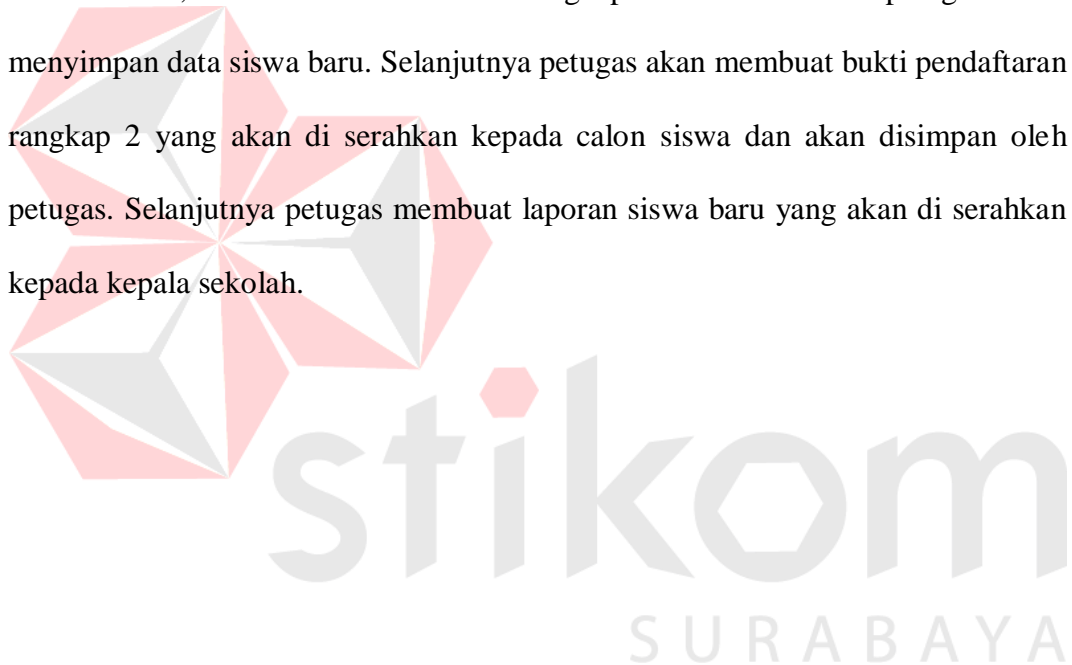 menyimpan data siswa baru. Selanjutnya petugas akan membuat bukti pendaftaran
rangkap 2 yang akan di serahkan kepada calon siswa dan akan disimpan oleh
petugas. Selanjutnya petugas membuat laporan siswa baru yang akan di serahkan
kepada kepala sekolah.
stikom
SURABAYA